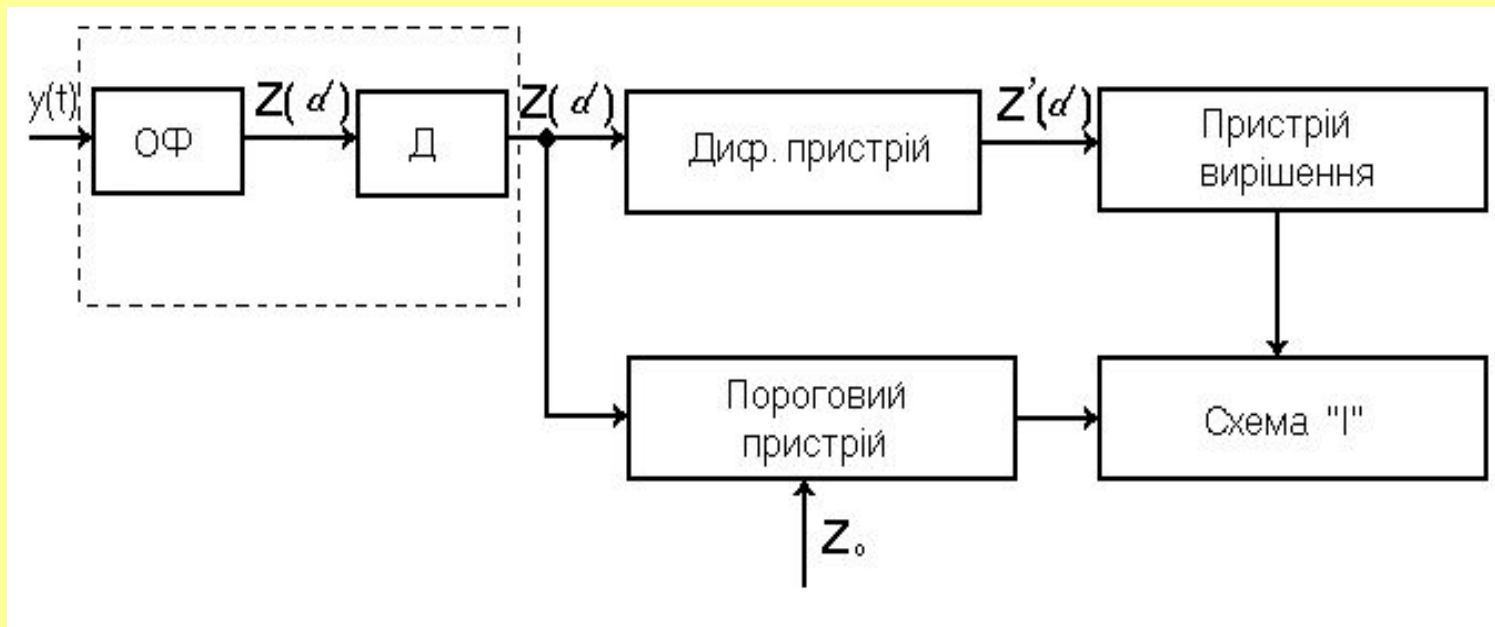 y(t)
ОФ
Z(α')
Д
Z(α')
Диф. пристрій
Z'(α')
Пристрій
вирішення
Пороговий
пристрій
Схема "І"
Z₀